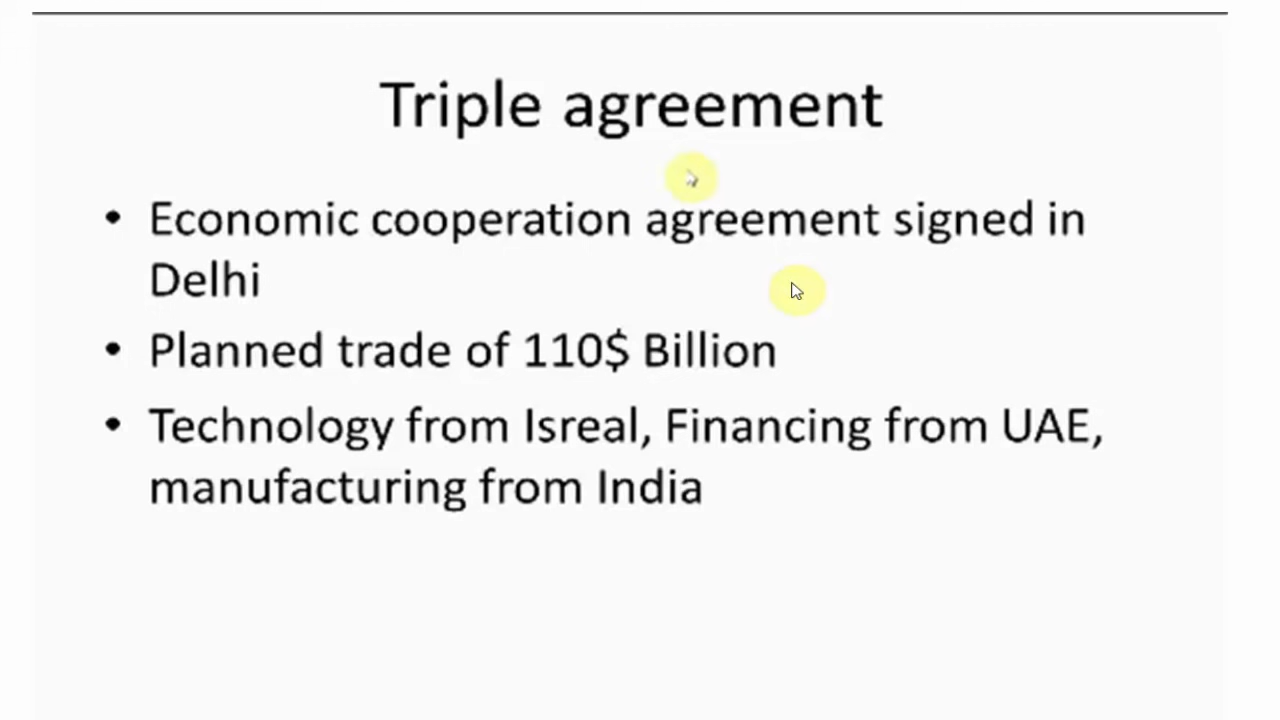 Triple agreement
• Economic cooperation agreement signed in
Delhi
• Planned trade of 110$ Billion
• Technology from Isreal, Financing from UAE,
manufacturing from India